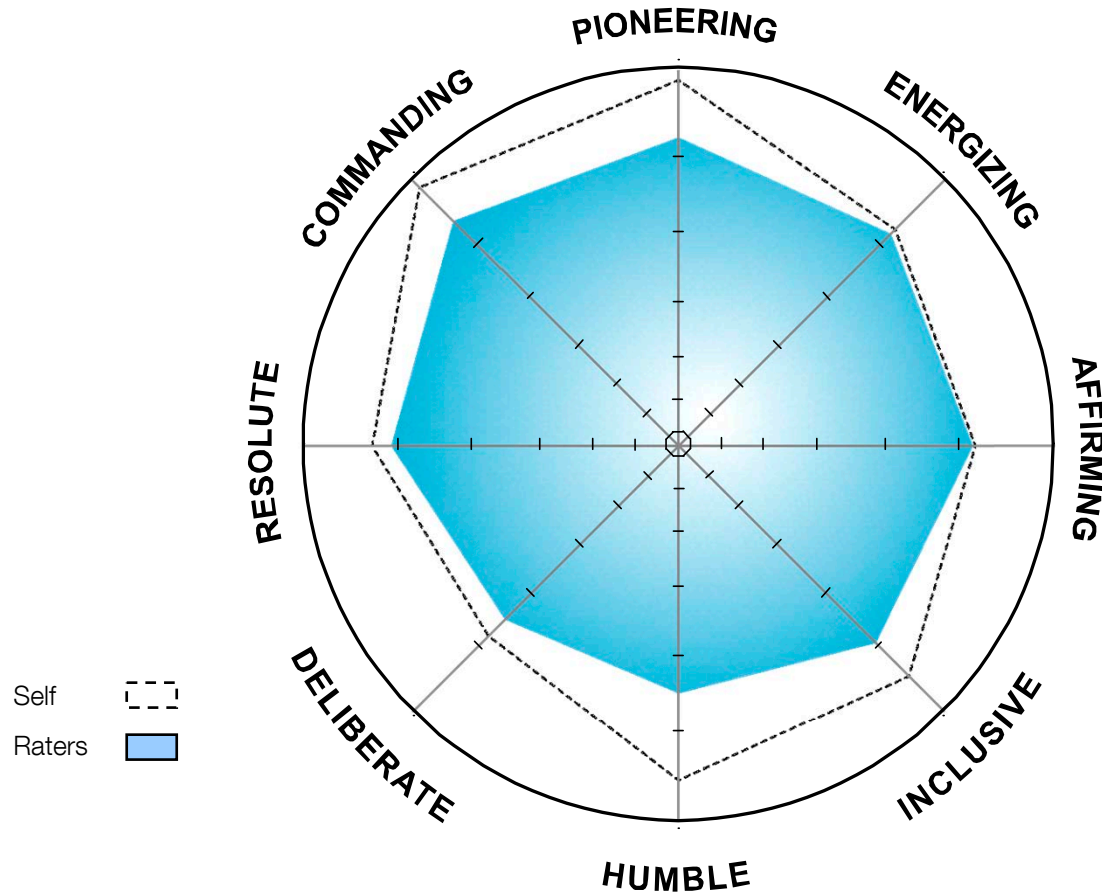 PIONEERING
ENERGIZING
COMMANDING
AFFIRMING
RESOLUTE
INCLUSIVE
DELIBERATE
HUMBLE
Self
Raters